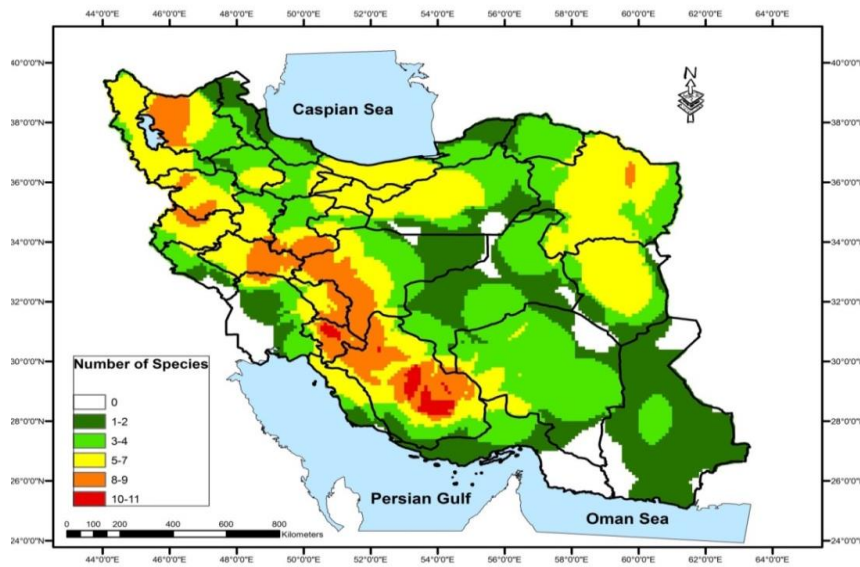 44°0'0"E 46°0'0"E 48°0'0"E 50°0'0"E 52°0'0"E 54°0'0"E 56°0'0"E 58°0'0"E 60°0'0"E 62°0'0"E 64°0'0"E
40°0'0"N 40°0'0"N
N
Caspian Sea
38°0'0"N 38°0'0"N
36°0'0"N 36°0'0"N
34°0'0"N 34°0'0"N
32°0'0"N 32°0'0"N
30°0'0"N 30°0'0"N
Number of Species
0
28°0'0"N 28°0'0"N
1-2
3-4
5-7
26°0'0"N 26°0'0"N
8-9
10-11
Persian Gulf
Oman Sea
0 50 100 200 400 600 800
Kilometers
24°0'0"N 24°0'0"N
44°0'0"E 46°0'0"E 48°0'0"E 50°0'0"E 52°0'0"E 54°0'0"E 56°0'0"E 58°0'0"E 60°0'0"E 62°0'0"E 64°0'0"E